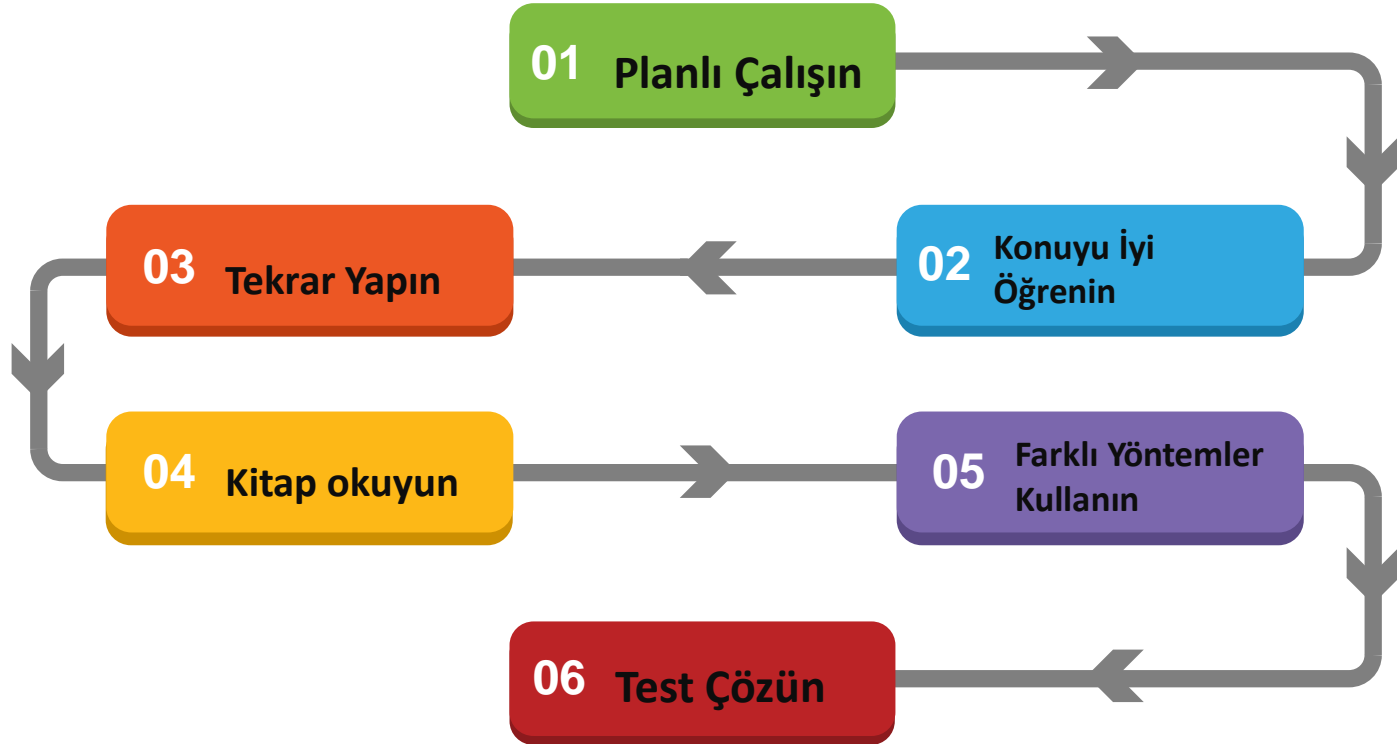 01 Planlı Çalışın
02 Konuyu İyi
Öğrenin
03 Tekrar Yapın
04 Kitap okuyun
05 Farklı Yöntemler
Kullanın
06 Test Çözün